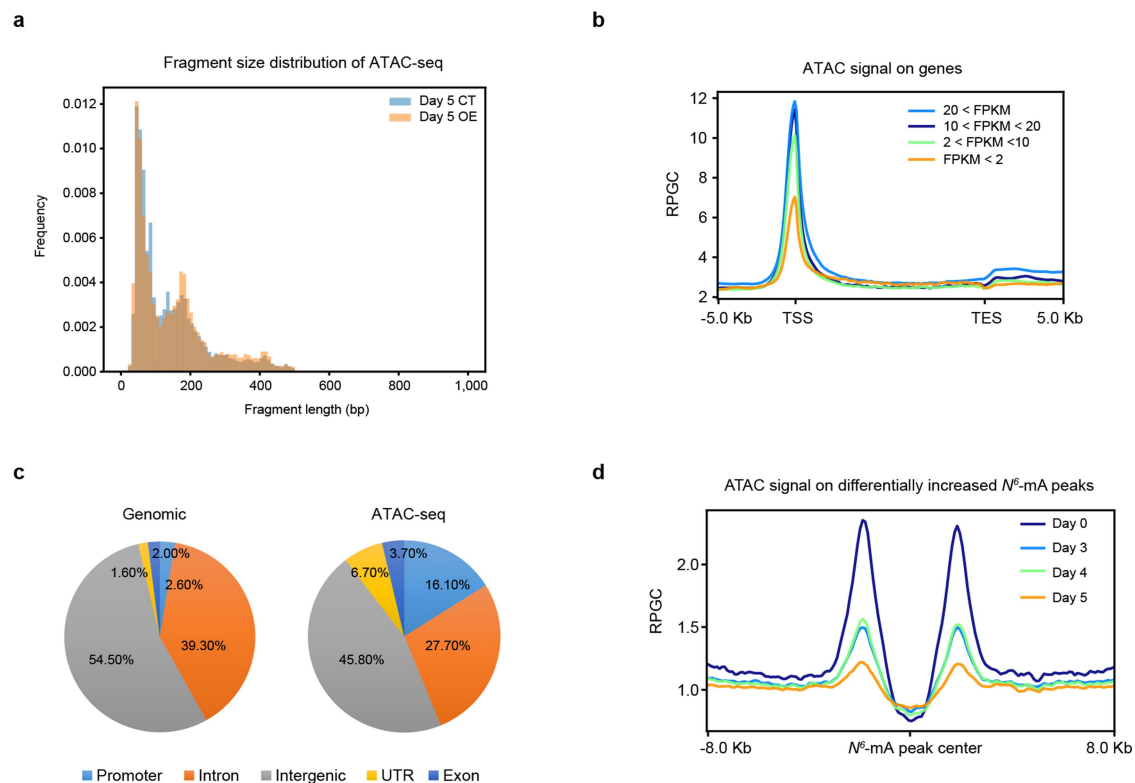 a
Fragment size distribution of ATAC-seq
Day 5 CT
Day 5 OE
0.012
0.010
0.008
0.006
0.004
0.002
0.000
Frequency
0 200 400 600 800 1,000
Fragment length (bp)
b
ATAC signal on genes
20 < FPKM
10 < FPKM < 20
2 < FPKM <10
FPKM < 2
12
10
8
6
4
2
RPGC
-5.0 Kb TSS TES 5.0 Kb
c
Genomic
2.00%
1.60%
2.60%
39.30%
54.50%
ATAC-seq
3.70%
6.70%
16.10%
27.70%
45.80%
Promoter Intron Intergenic UTR Exon
d
ATAC signal on differentially increased N⁶-mA peaks
Day 0
Day 3
Day 4
Day 5
2.0
1.5
1.0
RPGC
-8.0 Kb N⁶-mA peak center 8.0 Kb